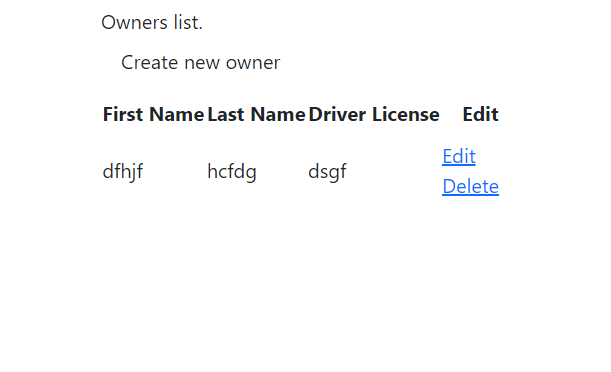 Owners list.
Create new owner
First Name Last Name Driver License Edit
dfhjf hcfdg dsgf Edit
Delete